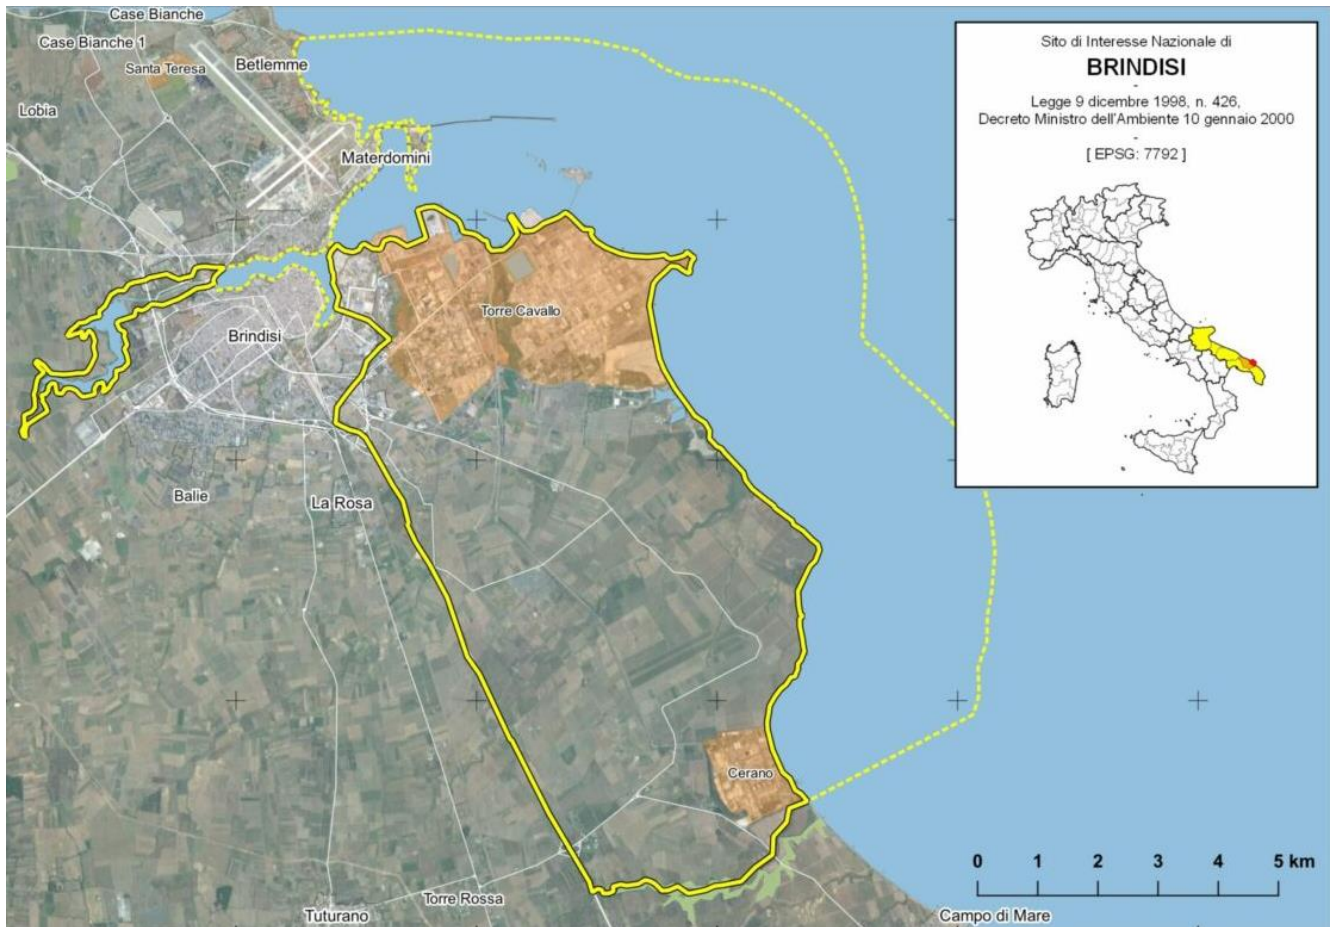 Case Bianche
Case Bianche 1
Santa Teresa
Betlemme
Lobia
Materdomini
Torre Cavallo
Brindisi
Balie
La Rosa
Cerano
Torre Rossa
Tuturano
Campo di Mare
Sito di Interesse Nazionale di
BRINDISI
-
Legge 9 dicembre 1998, n. 426,
Decreto Ministro dell'Ambiente 10 gennaio 2000
-
[ EPSG: 7792 ]
0 1 2 3 4 5 km